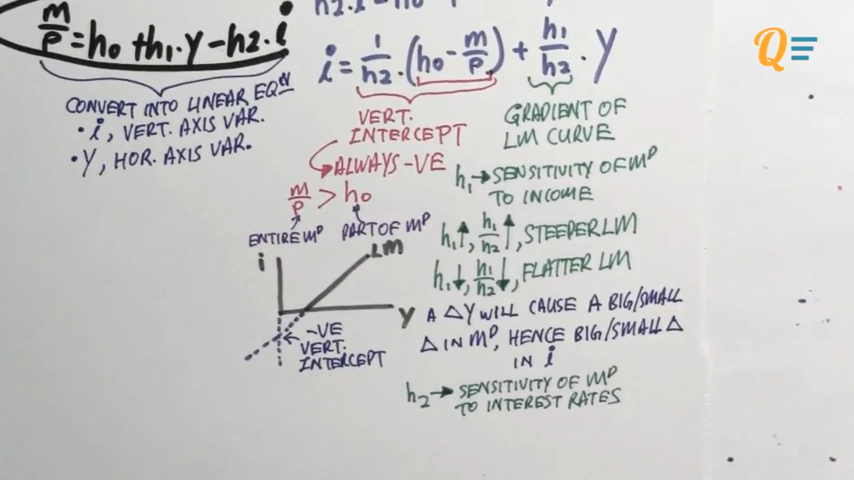 M/P = h0 + h1·Y − h2·i
i = 1/h2·(h0 − M/P) + h1/h2·Y
CONVERT INTO LINEAR EQN
• i, VERT. AXIS VAR.
• Y, HOR. AXIS VAR.
VERT.
INTERCEPT
ALWAYS -VE
M/P > h0
ENTIRE MD
PART OF MD
i
LM
Y
-VE
VERT.
INTERCEPT
GRADIENT OF
LM CURVE
h1 → SENSITIVITY OF MD
TO INCOME
h1↑, h1/h2↑, STEEPER LM
h1↓, h1/h2↓, FLATTER LM
A ΔY WILL CAUSE A BIG/SMALL
Δ IN MD, HENCE BIG/SMALL Δ
IN i
h2 → SENSITIVITY OF MD
TO INTEREST RATES
QE